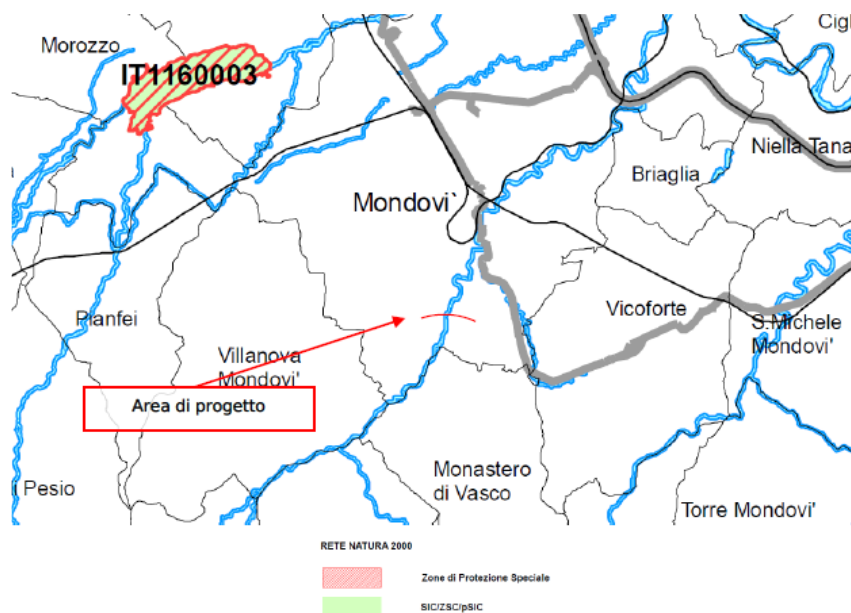 Morozzo
Cigl
IT1160003
Niella Tana
Briaglia
Mondovi`
Pianfei
Vicoforte
S.Michele
Mondovi'
Villanova
Mondovi'
Area di progetto
Monastero
di Vasco
Pesio
Torre Mondovi'
RETE NATURA 2000
Zone di Protezione Speciale
SIC/ZSC/pSIC